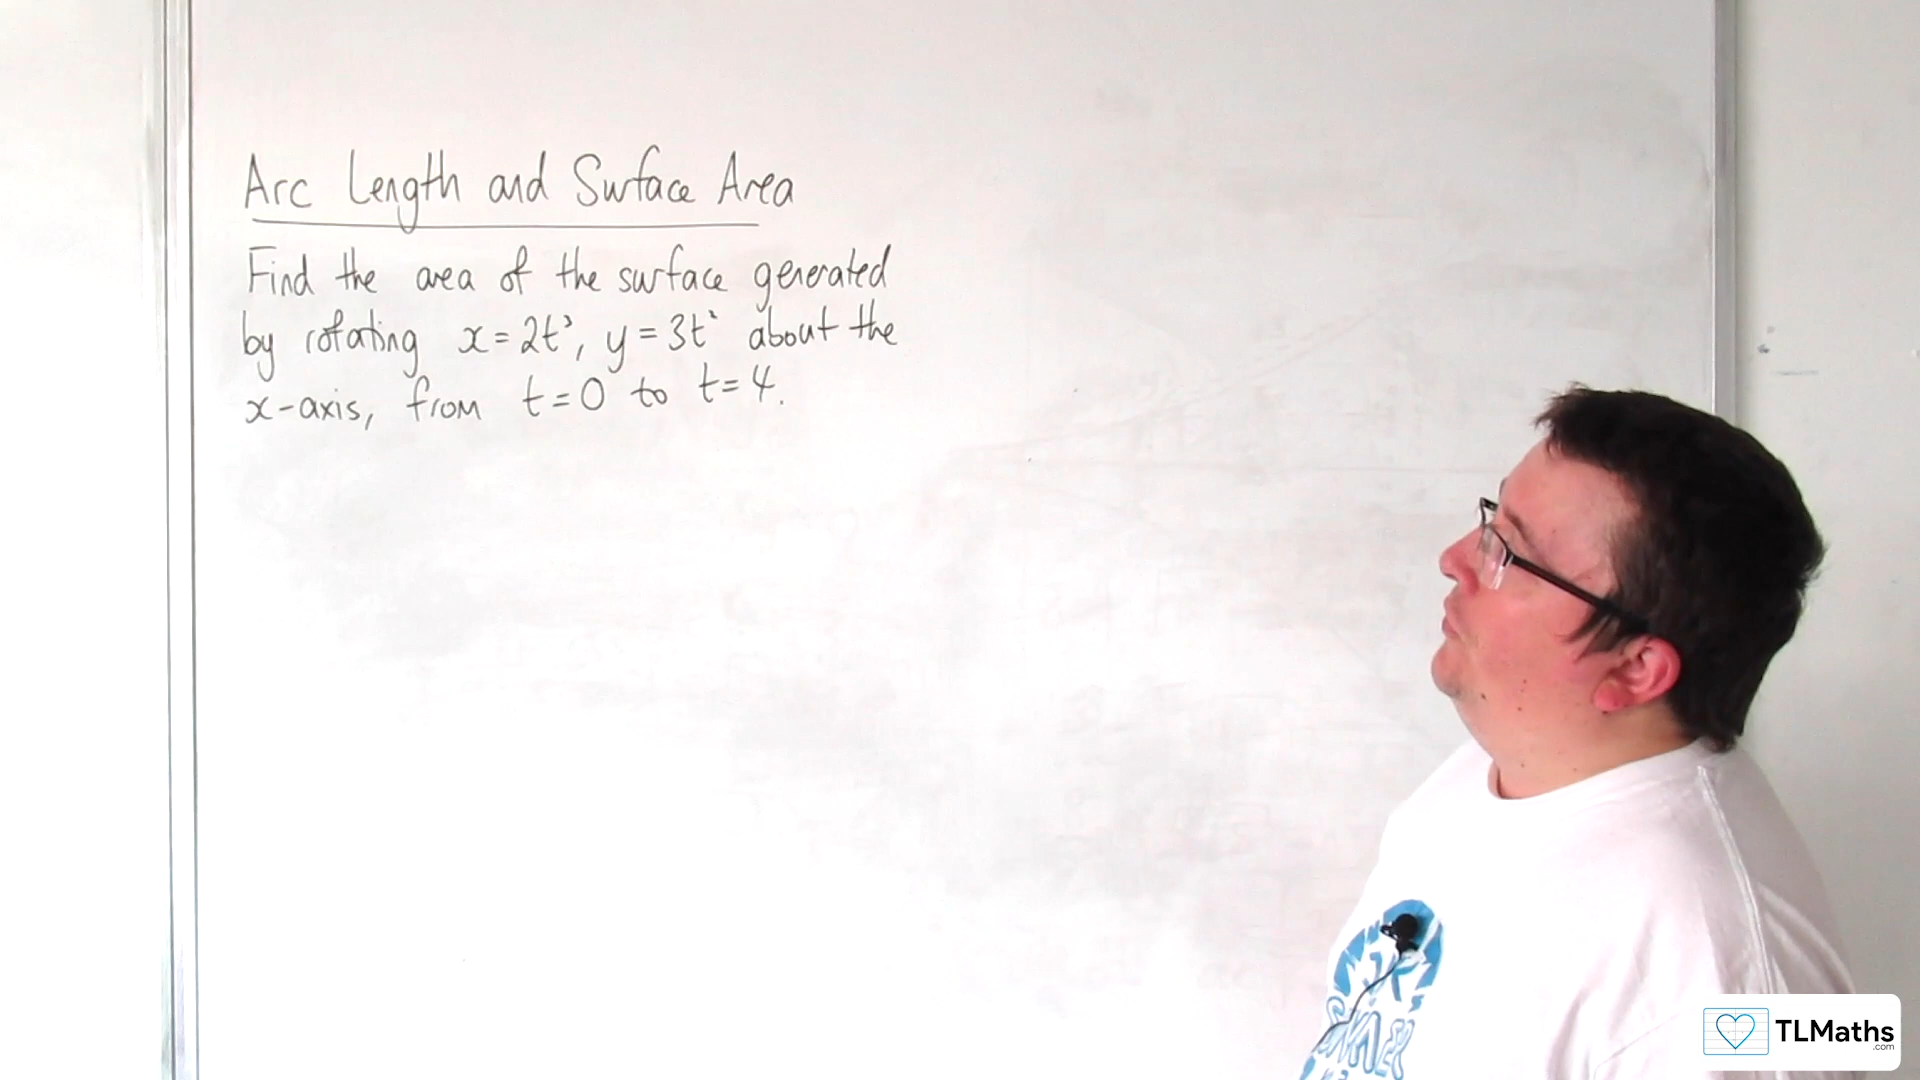 Arc Length and Surface Area
Find the area of the surface generated
by rotating x=2t³, y=3t² about the
x-axis, from t=0 to t=4.
TLMaths
.com